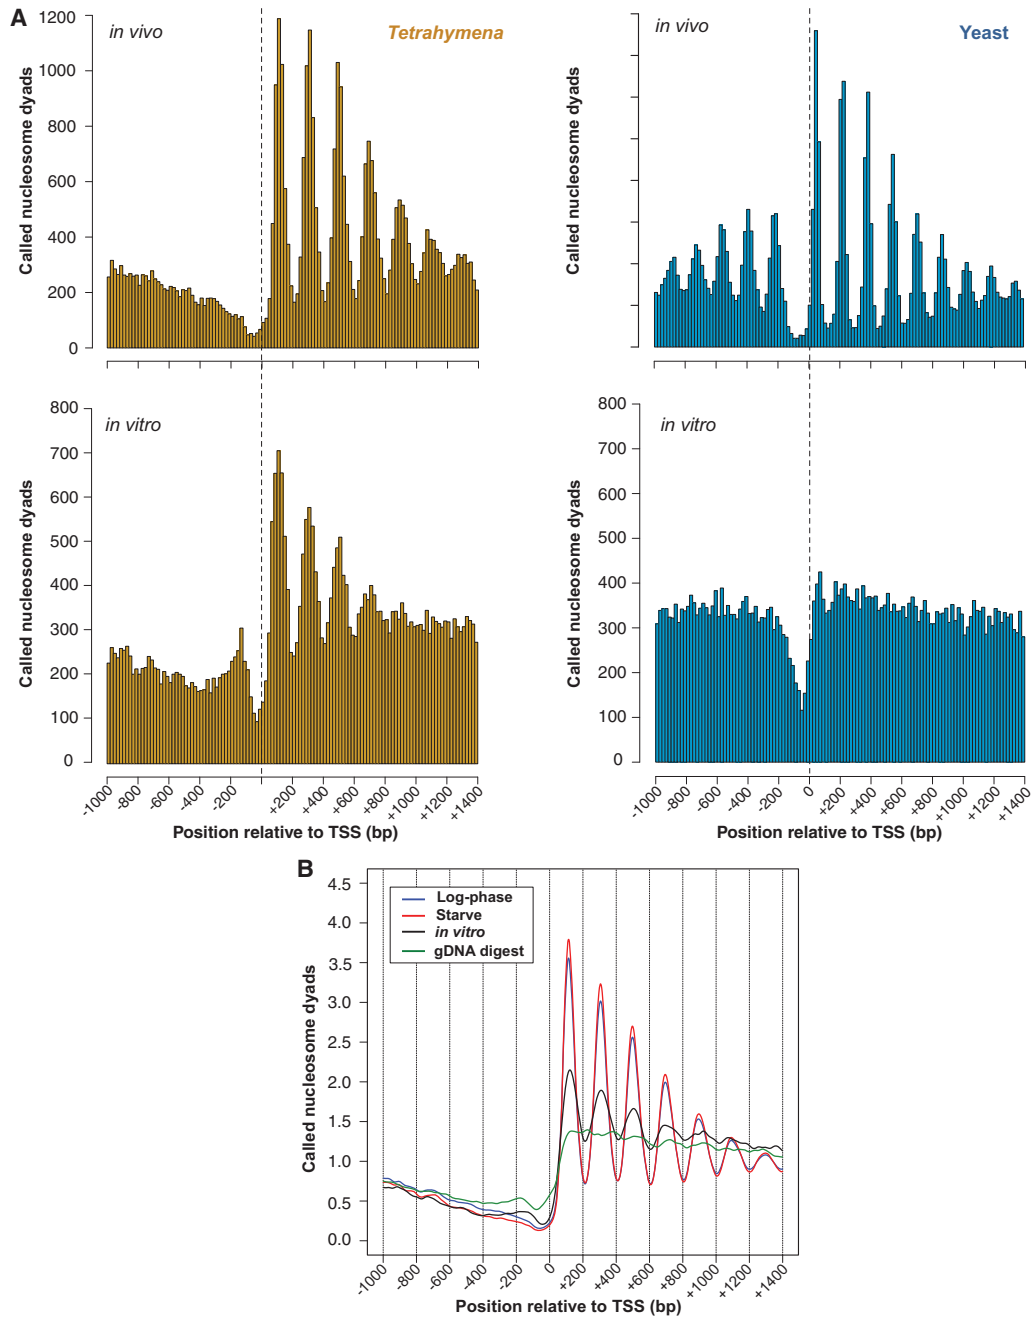 A
in vivo
Tetrahymena
Called nucleosome dyads
1200
1000
800
600
400
200
0
in vivo
Yeast
Called nucleosome dyads
in vitro
Called nucleosome dyads
800
700
600
500
400
300
200
100
0
-1000 -800 -600 -400 -200 +200 +400 +600 +800 +1000 +1200 +1400
Position relative to TSS (bp)
in vitro
Called nucleosome dyads
800
700
600
500
400
300
200
100
0
-1000 -800 -600 -400 -200 0 +200 +400 +600 +800 +1000 +1200 +1400
Position relative to TSS (bp)
B
Called nucleosome dyads
4.5
4.0
3.5
3.0
2.5
2.0
1.5
1.0
0.5
0.0
Log-phase
Starve
in vitro
gDNA digest
-1000 -800 -600 -400 -200 0 +200 +400 +600 +800 +1000 +1200 +1400
Position relative to TSS (bp)